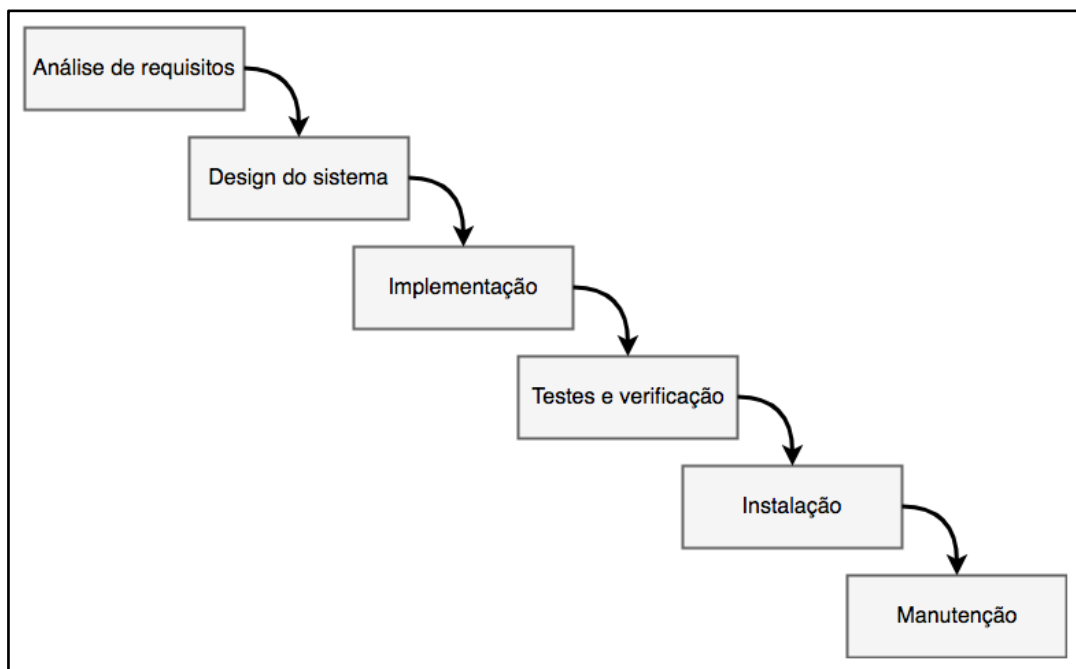 Análise de requisitos
Design do sistema
Implementação
Testes e verificação
Instalação
Manutenção